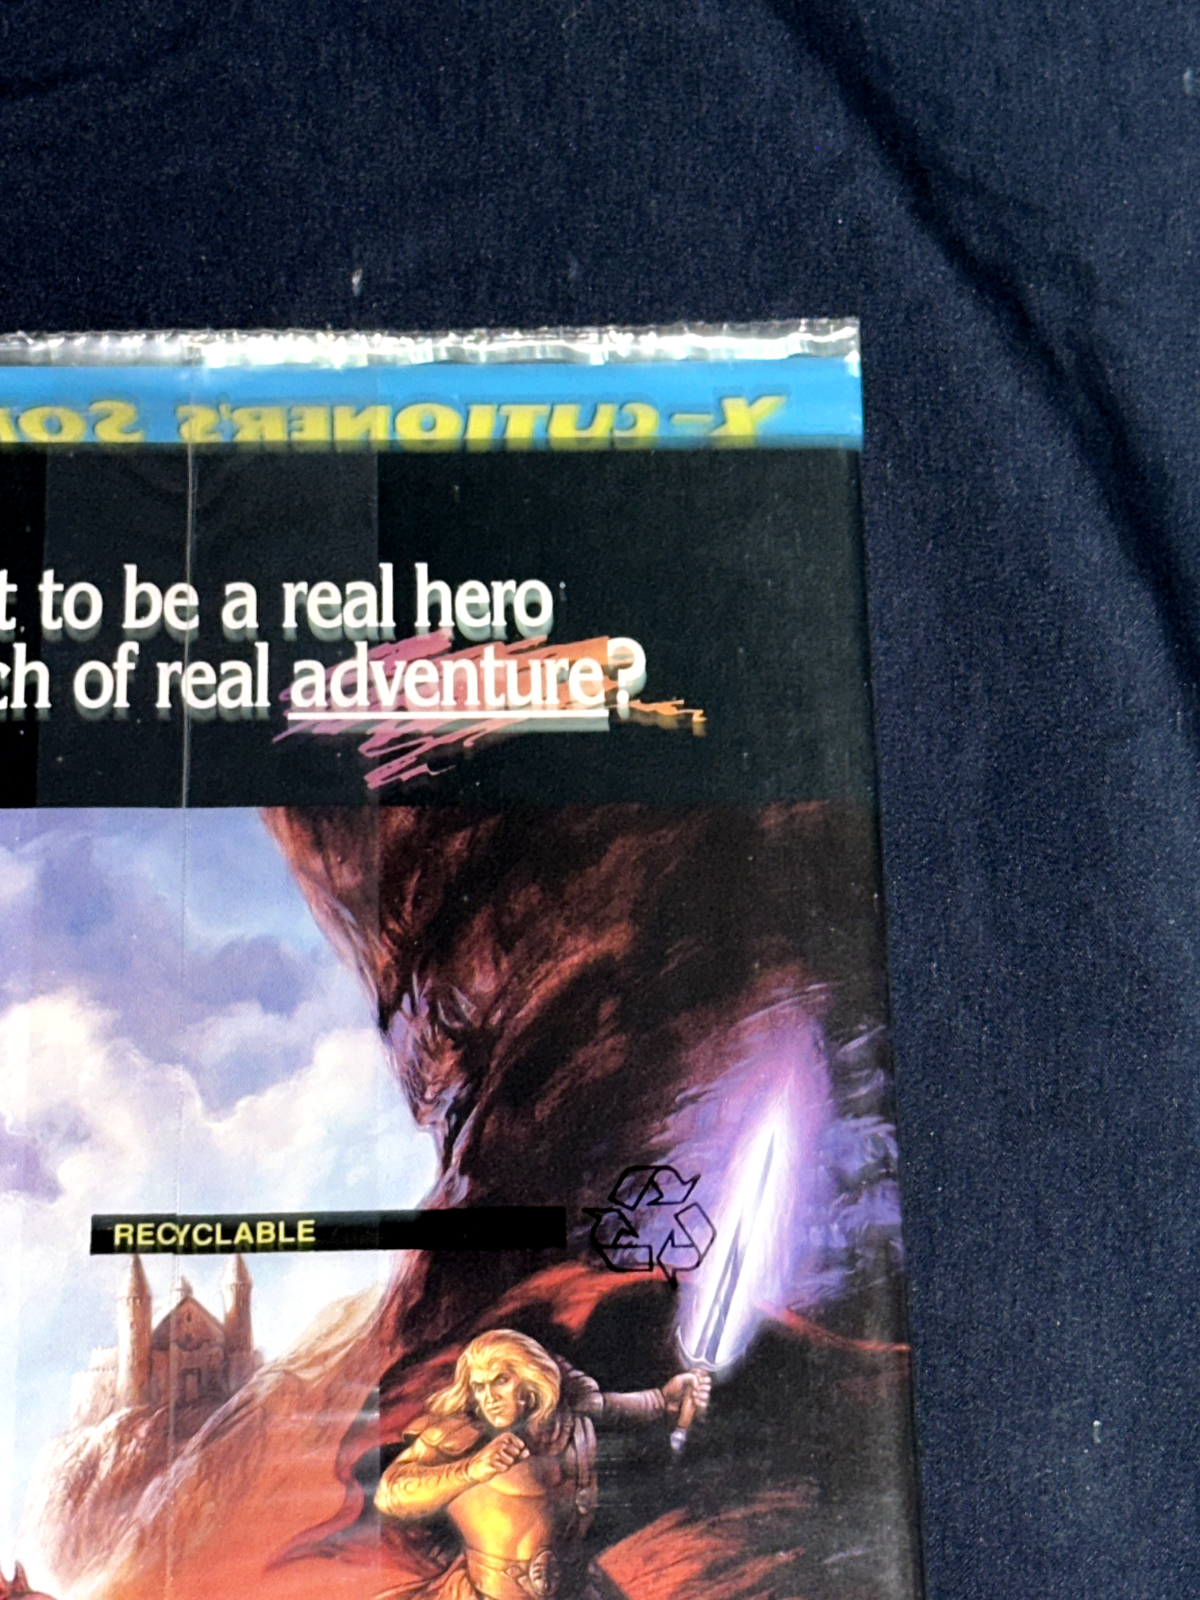 X-CUTIONER'S SO
t to be a real hero
ch of real adventure?
RECYCLABLE